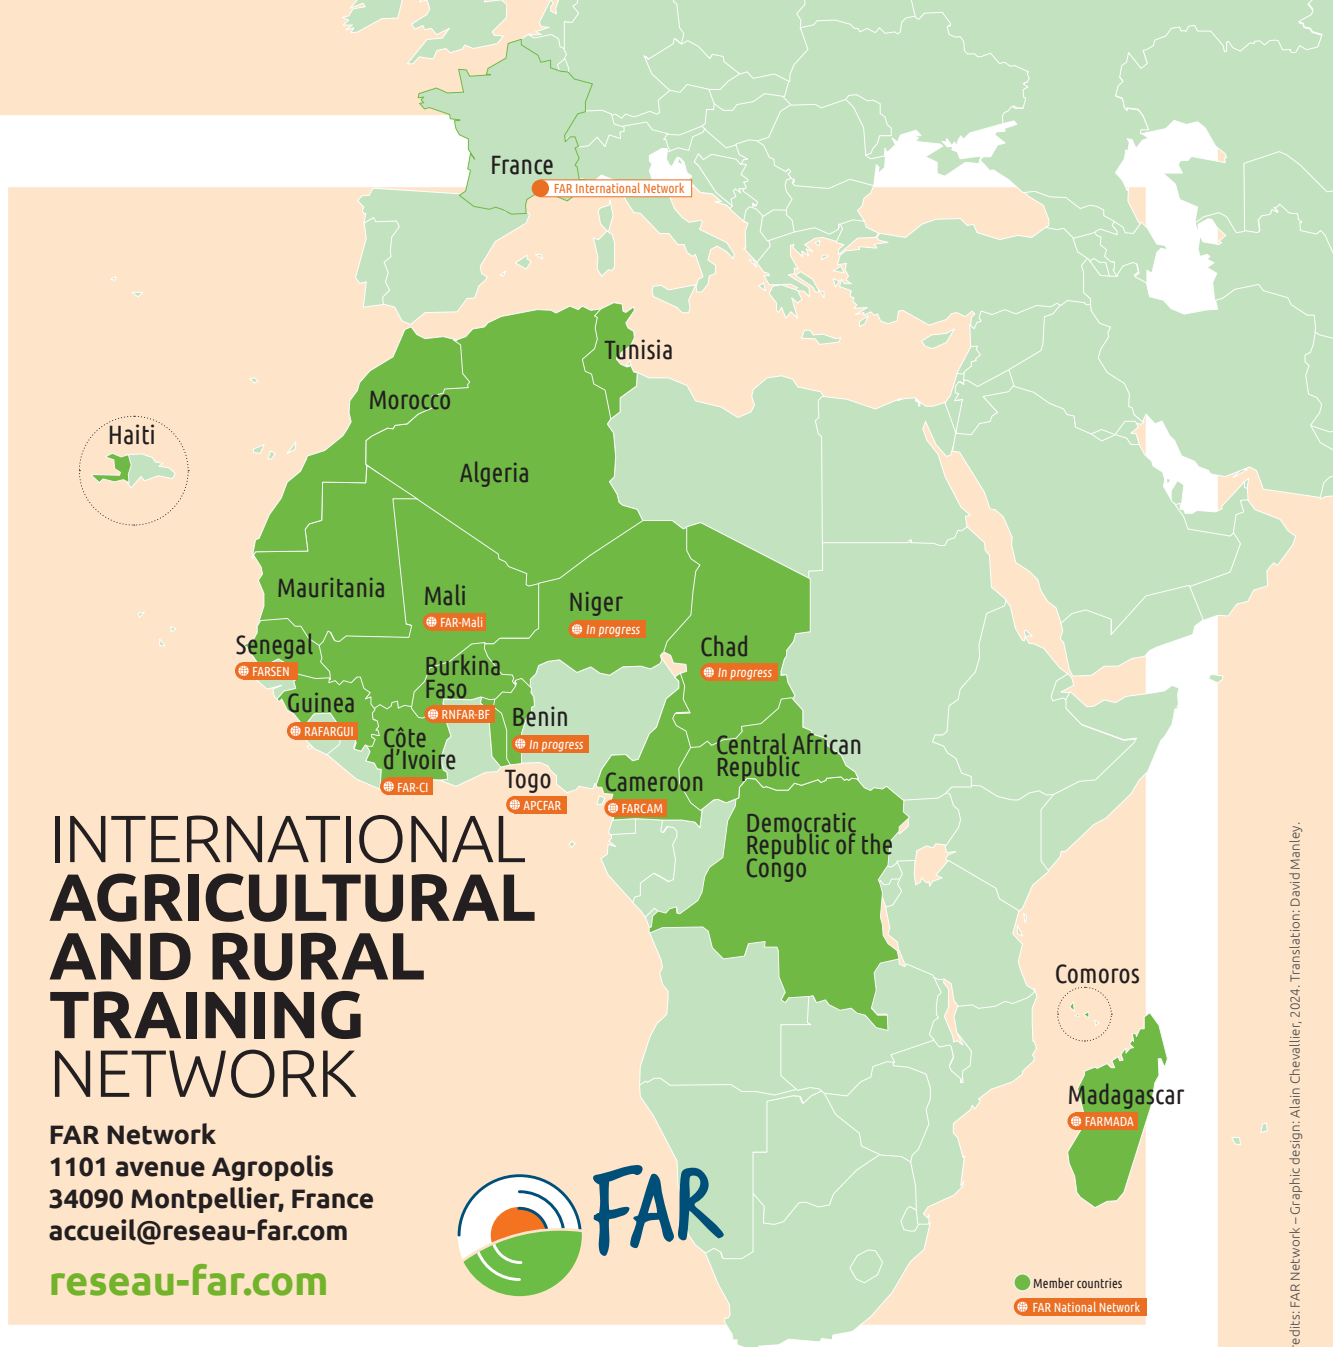 France
FAR International Network
Tunisia
Morocco
Haiti
Algeria
Mauritania
Mali
FAR-Mali
Niger
In progress
Senegal
FARSEN
Chad
In progress
Burkina
Faso
RNFAR-BF
Guinea
RAFARGUI
Benin
In progress
Côte
d'Ivoire
FAR-CI
Central African
Republic
Togo
APCFAR
Cameroon
FARCAM
Democratic
Republic of the
Congo
Comoros
Madagascar
FARMADA
INTERNATIONAL
AGRICULTURAL
AND RURAL
TRAINING
NETWORK
FAR Network
1101 avenue Agropolis
34090 Montpellier, France
accueil@reseau-far.com
reseau-far.com
FAR
Member countries
FAR National Network
redits: FAR Network – Graphic design: Alain Chevallier, 2024. Translation: David Manley.